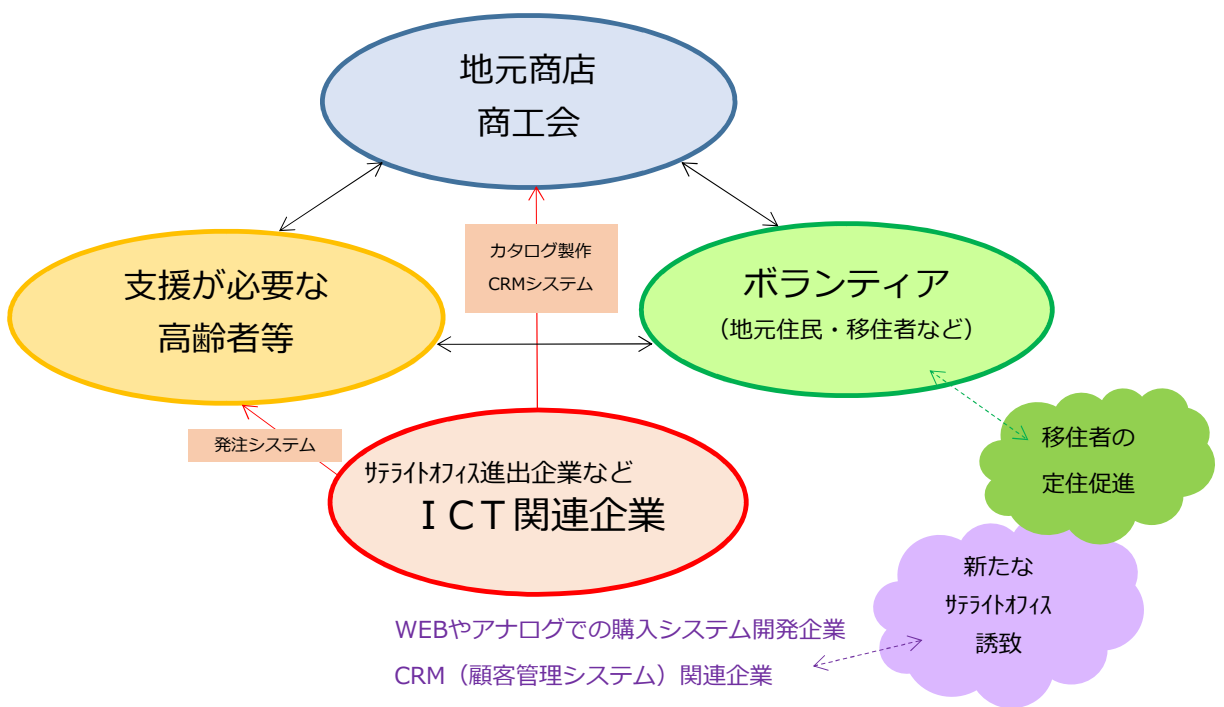 地元商店
商工会
カタログ製作
CRMシステム
支援が必要な
高齢者等
ボランティア
（地元住民・移住者など）
発注システム
ｻﾃﾗｲﾄｵﾌｨｽ進出企業など
ＩＣＴ関連企業
移住者の
定住促進
新たな
ｻﾃﾗｲﾄｵﾌｨｽ
誘致
WEBやアナログでの購入システム開発企業
CRM（顧客管理システム）関連企業